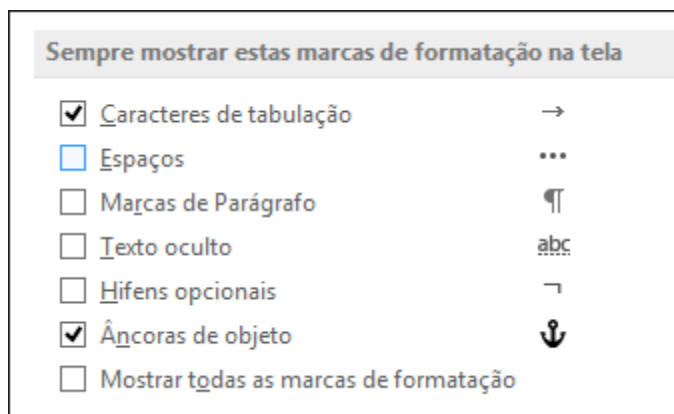 Sempre mostrar estas marcas de formatação na tela
Caracteres de tabulação →
Espaços •••
Marcas de Parágrafo ¶
Texto oculto abc
Hifens opcionais ¬
Âncoras de objeto ⚓
Mostrar todas as marcas de formatação